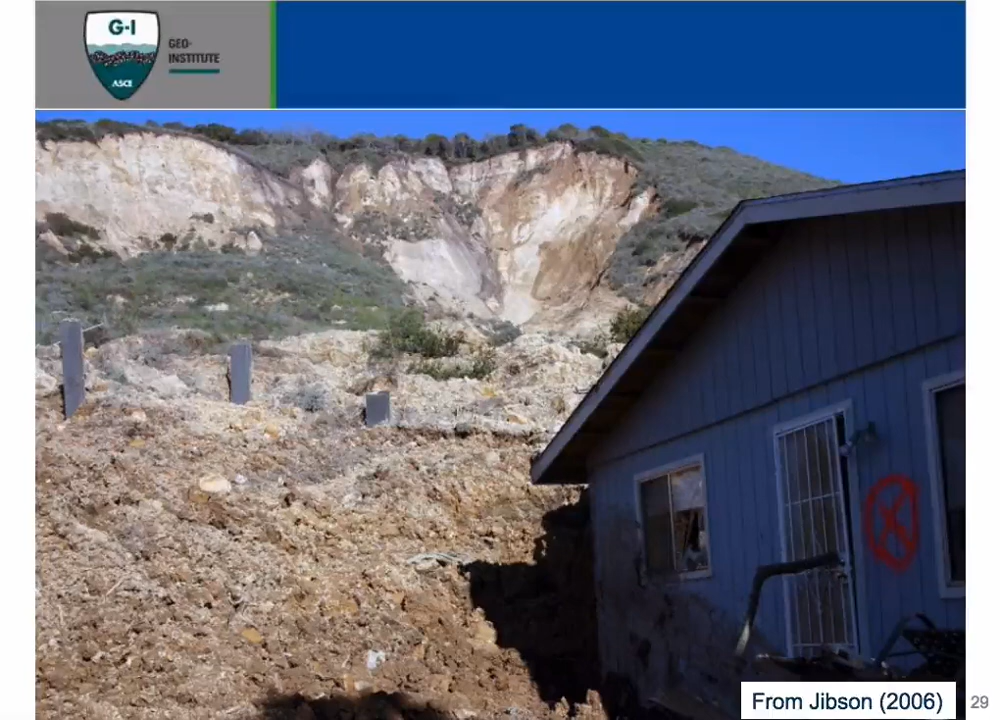 G-I
ASCE
GEO-
INSTITUTE
From Jibson (2006)
29